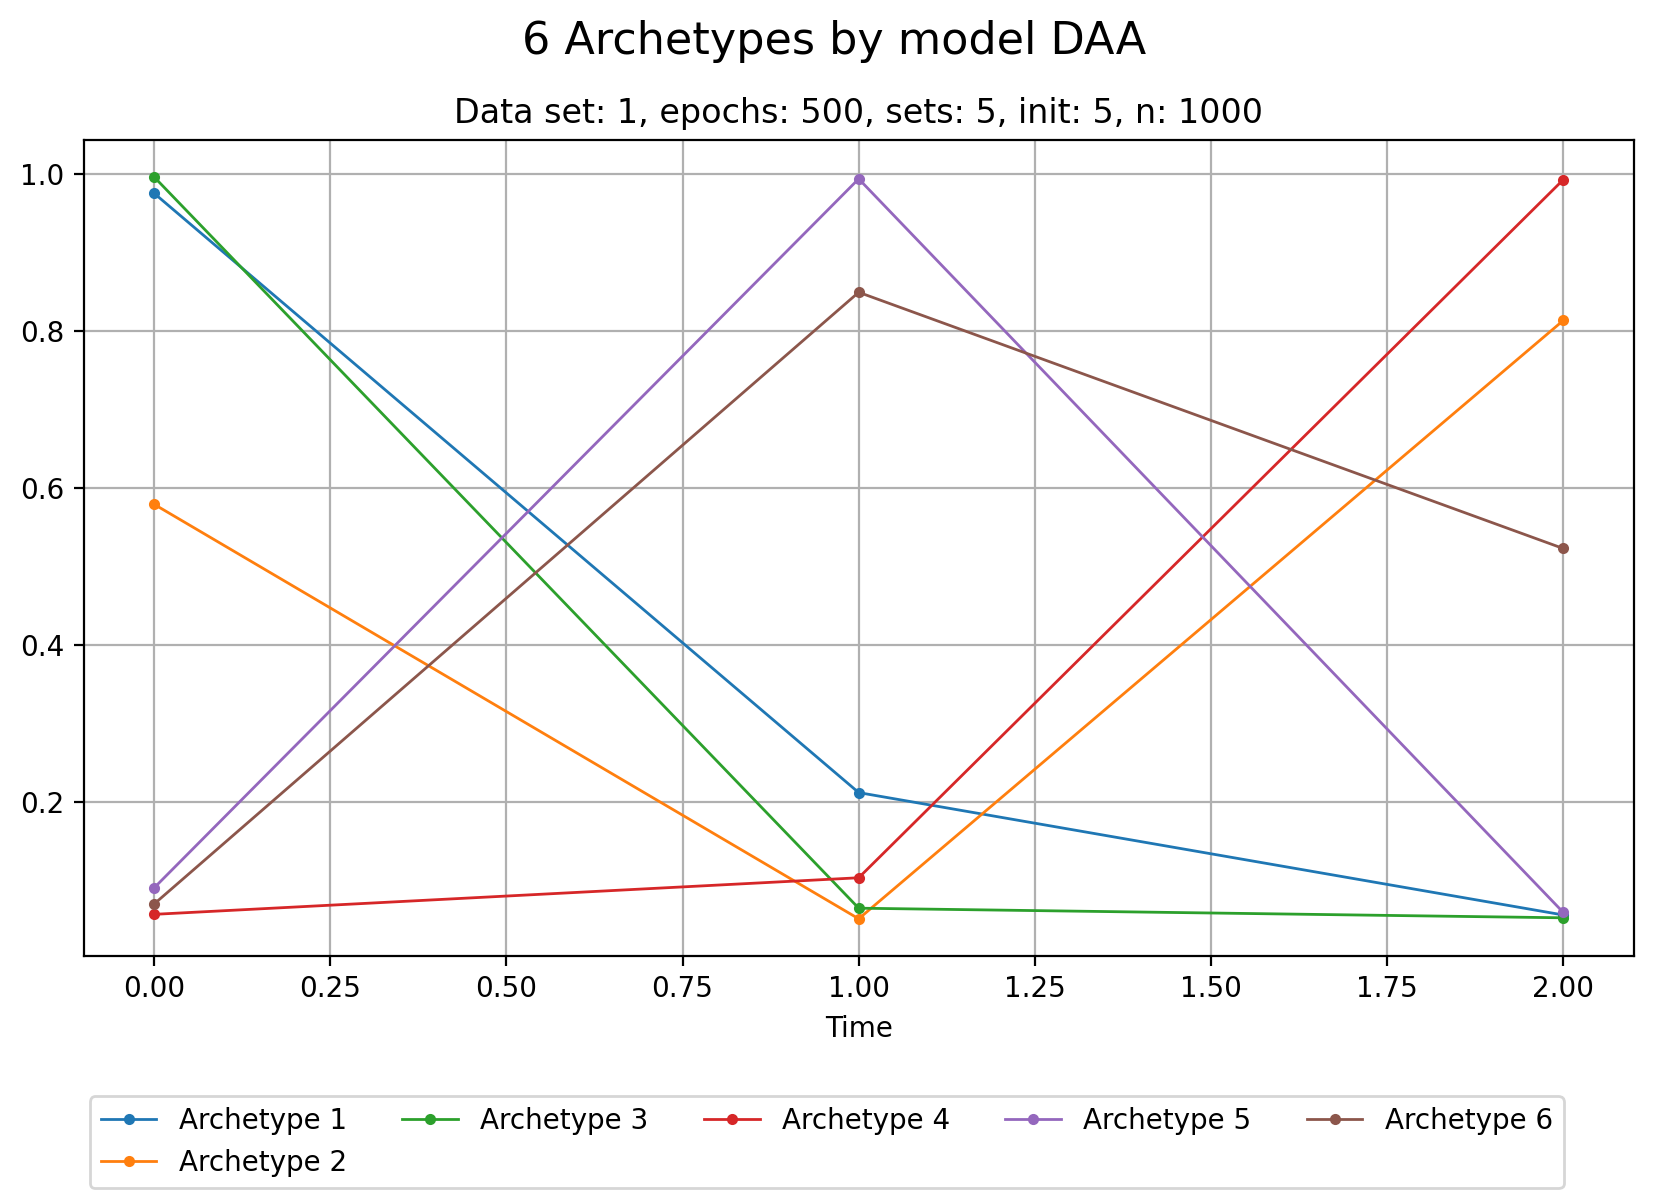 6 Archetypes by model DAA
Data set: 1, epochs: 500, sets: 5, init: 5, n: 1000
1.0
0.8
0.6
0.4
0.2
0.00 0.25 0.50 0.75 1.00 1.25 1.50 1.75 2.00
Time
Archetype 1 Archetype 3 Archetype 4 Archetype 5 Archetype 6
Archetype 2